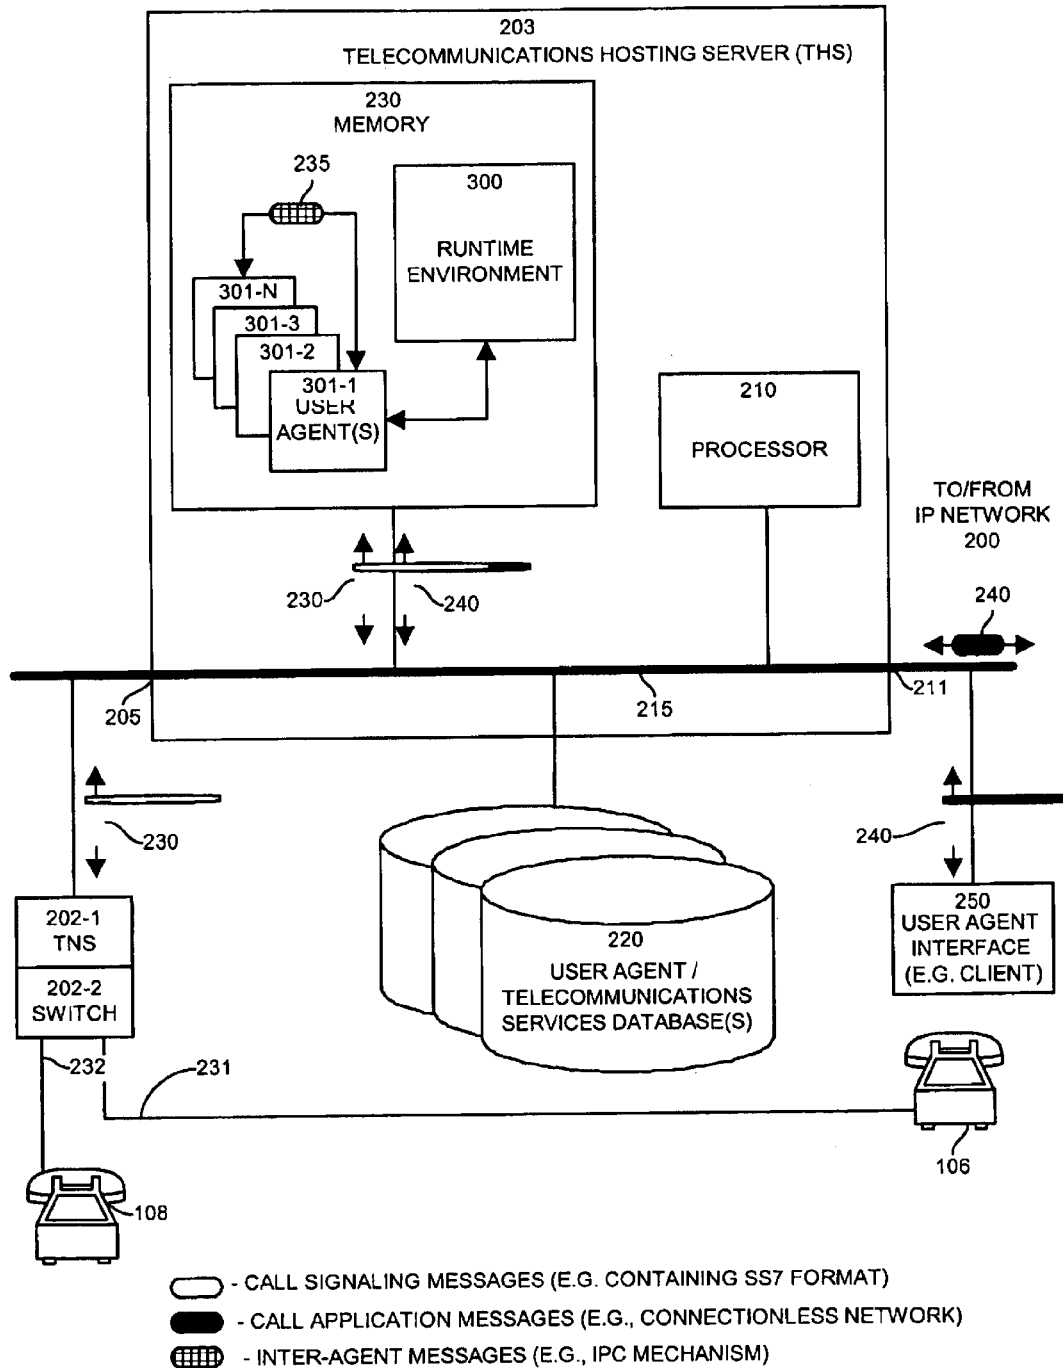 203
TELECOMMUNICATIONS HOSTING SERVER (THS)
230
MEMORY
235
300
RUNTIME
ENVIRONMENT
301-N
301-3
301-2
301-1
USER
AGENT(S)
210
PROCESSOR
TO/FROM
IP NETWORK
200
230
240
240
205
215
211
230
240
202-1
TNS
202-2
SWITCH
220
USER AGENT /
TELECOMMUNICATIONS
SERVICES DATABASE(S)
250
USER AGENT
INTERFACE
(E.G. CLIENT)
232
231
106
108
- CALL SIGNALING MESSAGES (E.G. CONTAINING SS7 FORMAT)
- CALL APPLICATION MESSAGES (E.G., CONNECTIONLESS NETWORK)
- INTER-AGENT MESSAGES (E.G., IPC MECHANISM)